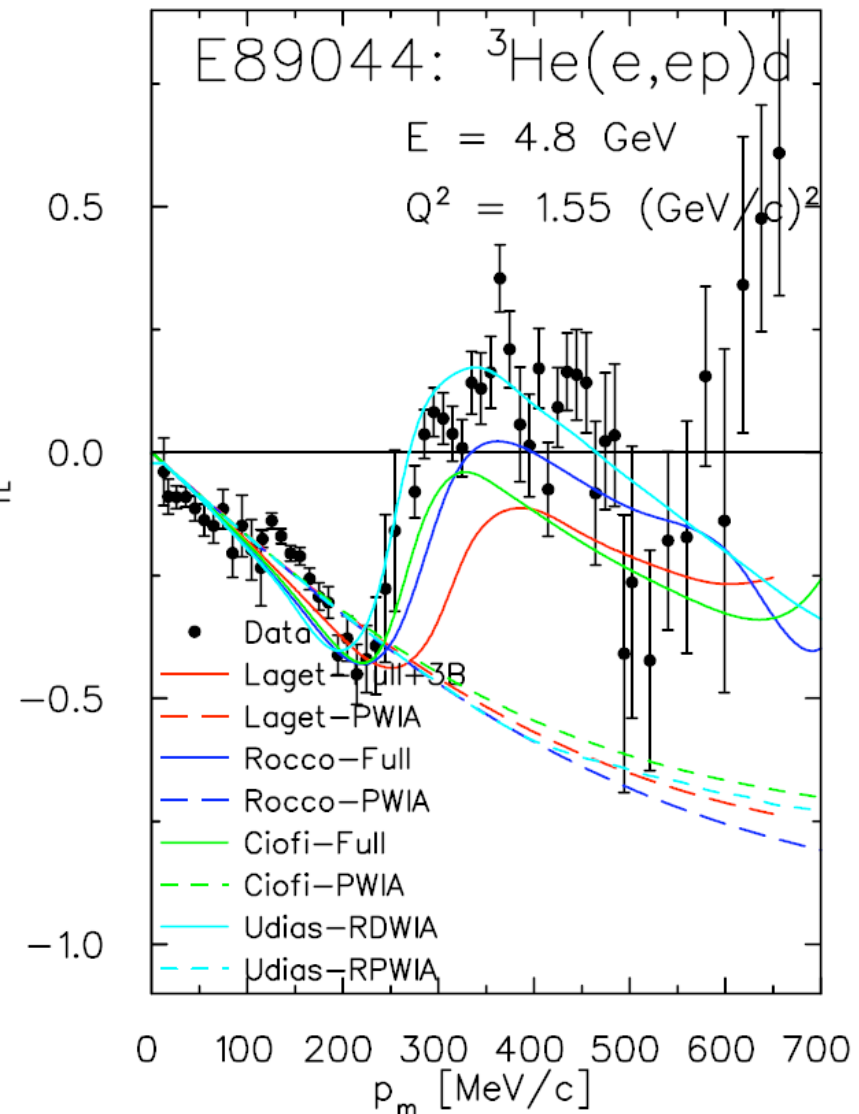 E89044: ³He(e,ep)d
E = 4.8 GeV
Q² = 1.55 (GeV/c)²
0.5
0.0
−0.5
−1.0
TL
Data
Laget−Full+3B
Laget−PWIA
Rocco−Full
Rocco−PWIA
Ciofi−Full
Ciofi−PWIA
Udias−RDWIA
Udias−RPWIA
0 100 200 300 400 500 600 700
pₘ [MeV/c]